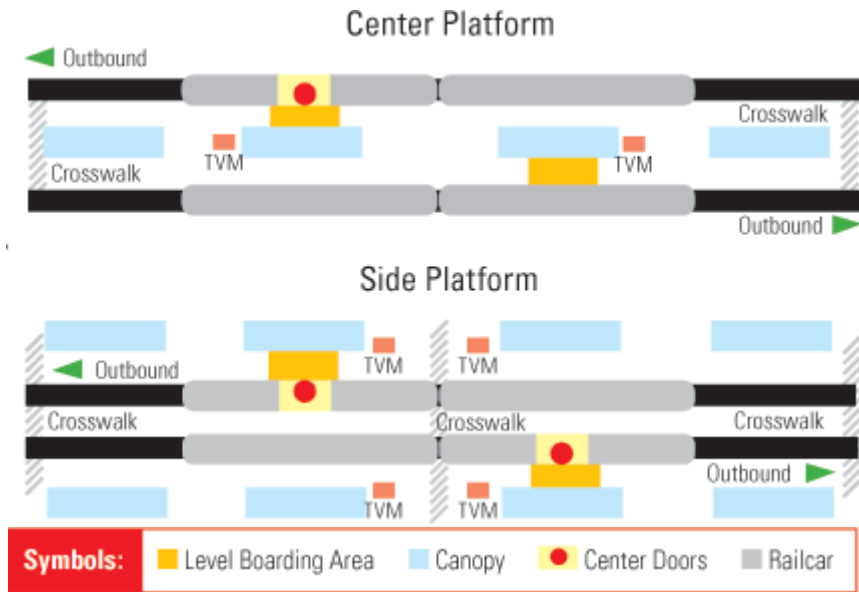 Center Platform
Outbound
Crosswalk
TVM
TVM
Crosswalk
Outbound
Side Platform
TVM
TVM
Outbound
Crosswalk
Crosswalk
Crosswalk
Outbound
TVM
TVM
Symbols: Level Boarding Area Canopy Center Doors Railcar